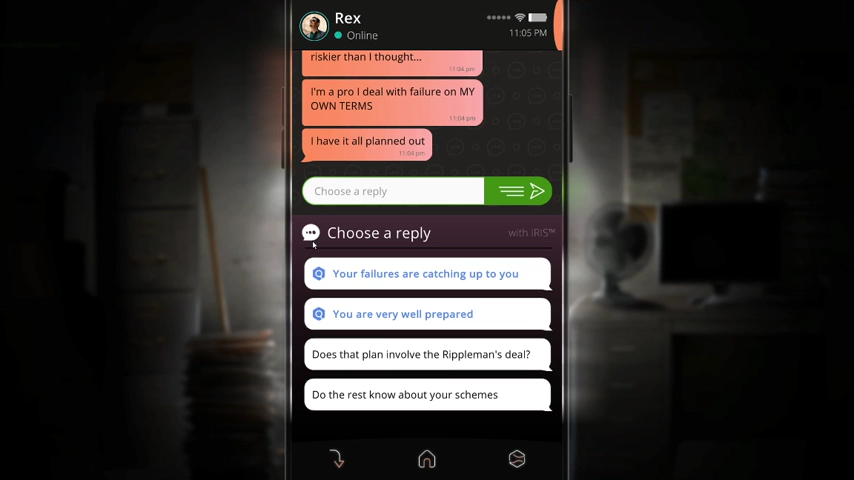 Rex
Online
11:05 PM
riskier than I thought...
11:04 pm
I'm a pro I deal with failure on MY
OWN TERMS
11:04 pm
I have it all planned out
11:04 pm
Choose a reply
Choose a reply
with IRIS™
Your failures are catching up to you
You are very well prepared
Does that plan involve the Rippleman's deal?
Do the rest know about your schemes